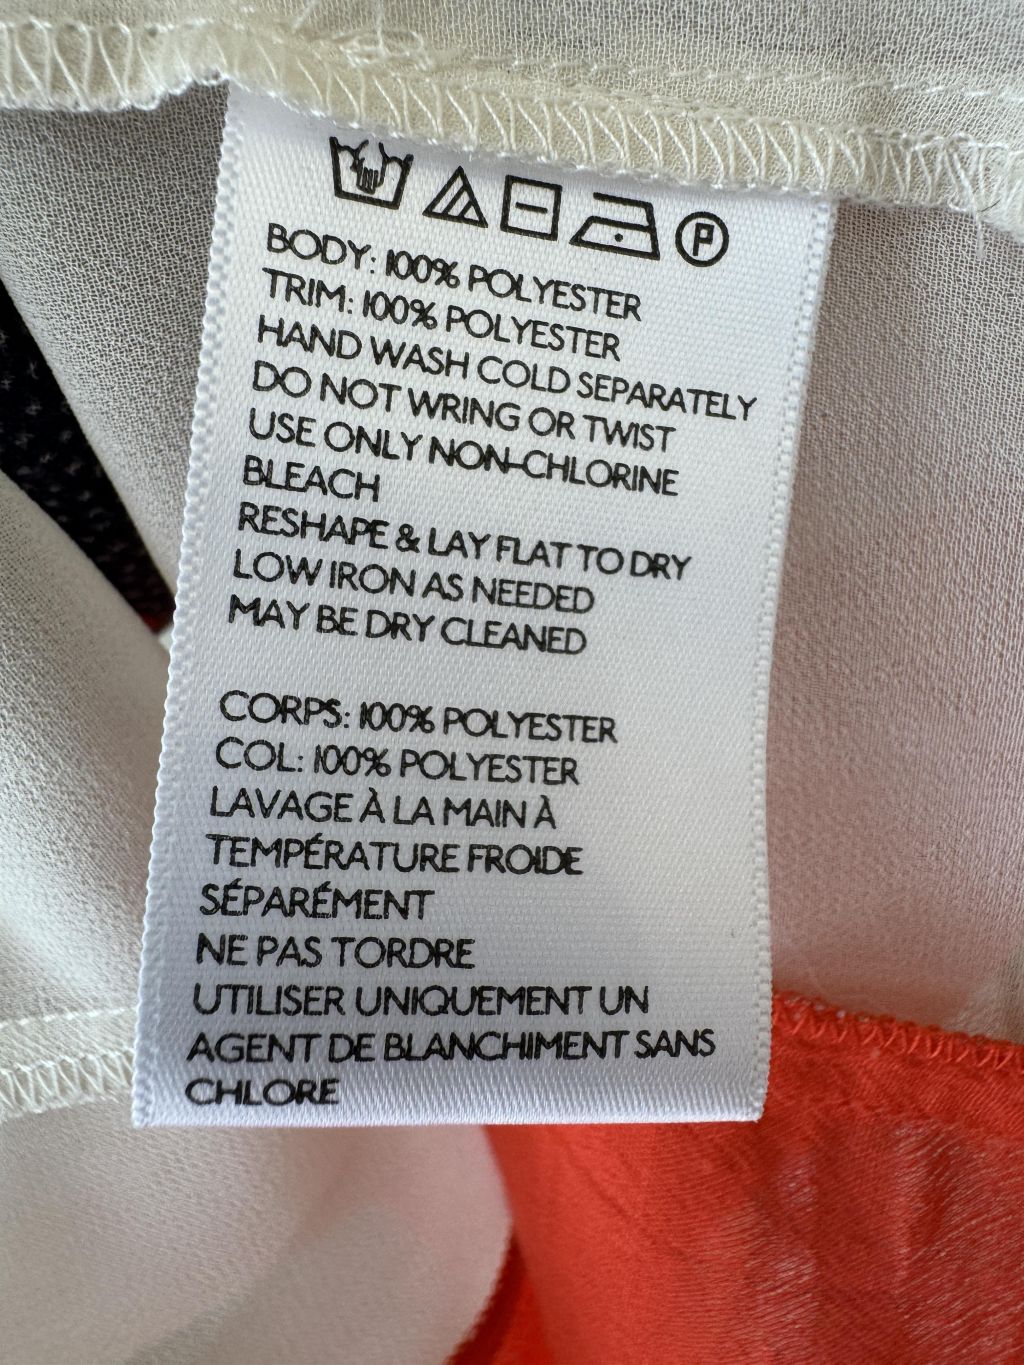 P
BODY: 100% POLYESTER
TRIM: 100% POLYESTER
HAND WASH COLD SEPARATELY
DO NOT WRING OR TWIST
USE ONLY NON-CHLORINE
BLEACH
RESHAPE & LAY FLAT TO DRY
LOW IRON AS NEEDED
MAY BE DRY CLEANED
CORPS: 100% POLYESTER
COL: 100% POLYESTER
LAVAGE À LA MAIN À
TEMPÉRATURE FROIDE
SÉPARÉMENT
NE PAS TORDRE
UTILISER UNIQUEMENT UN
AGENT DE BLANCHIMENT SANS
CHLORE